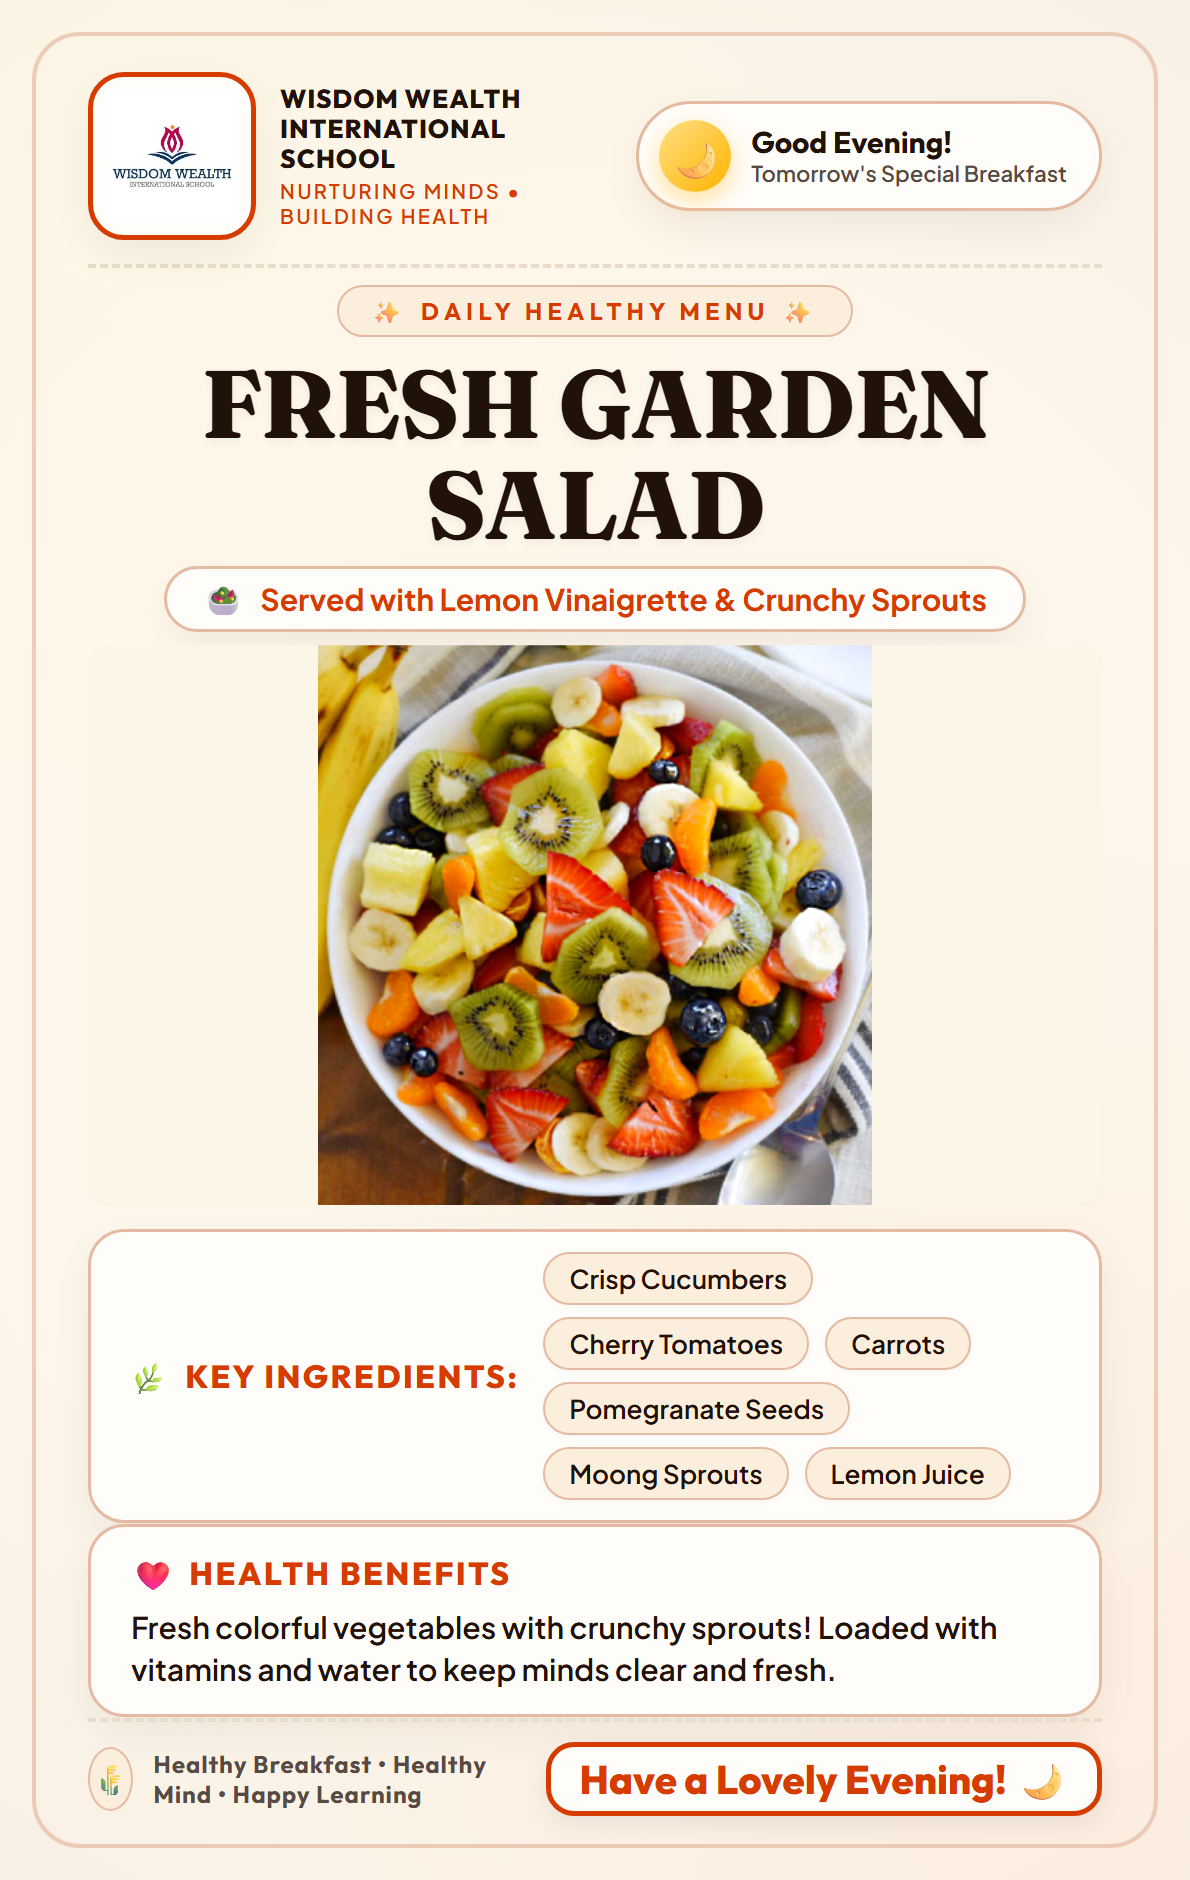 WISDOM WEALTH
INTERNATIONAL SCHOOL
WISDOM WEALTH
INTERNATIONAL
SCHOOL
NURTURING MINDS •
BUILDING HEALTH
Good Evening!
Tomorrow's Special Breakfast
DAILY HEALTHY MENU
FRESH GARDEN
SALAD
Served with Lemon Vinaigrette & Crunchy Sprouts
KEY INGREDIENTS:
Crisp Cucumbers
Cherry Tomatoes
Carrots
Pomegranate Seeds
Moong Sprouts
Lemon Juice
HEALTH BENEFITS
Fresh colorful vegetables with crunchy sprouts! Loaded with
vitamins and water to keep minds clear and fresh.
Healthy Breakfast • Healthy
Mind • Happy Learning
Have a Lovely Evening!